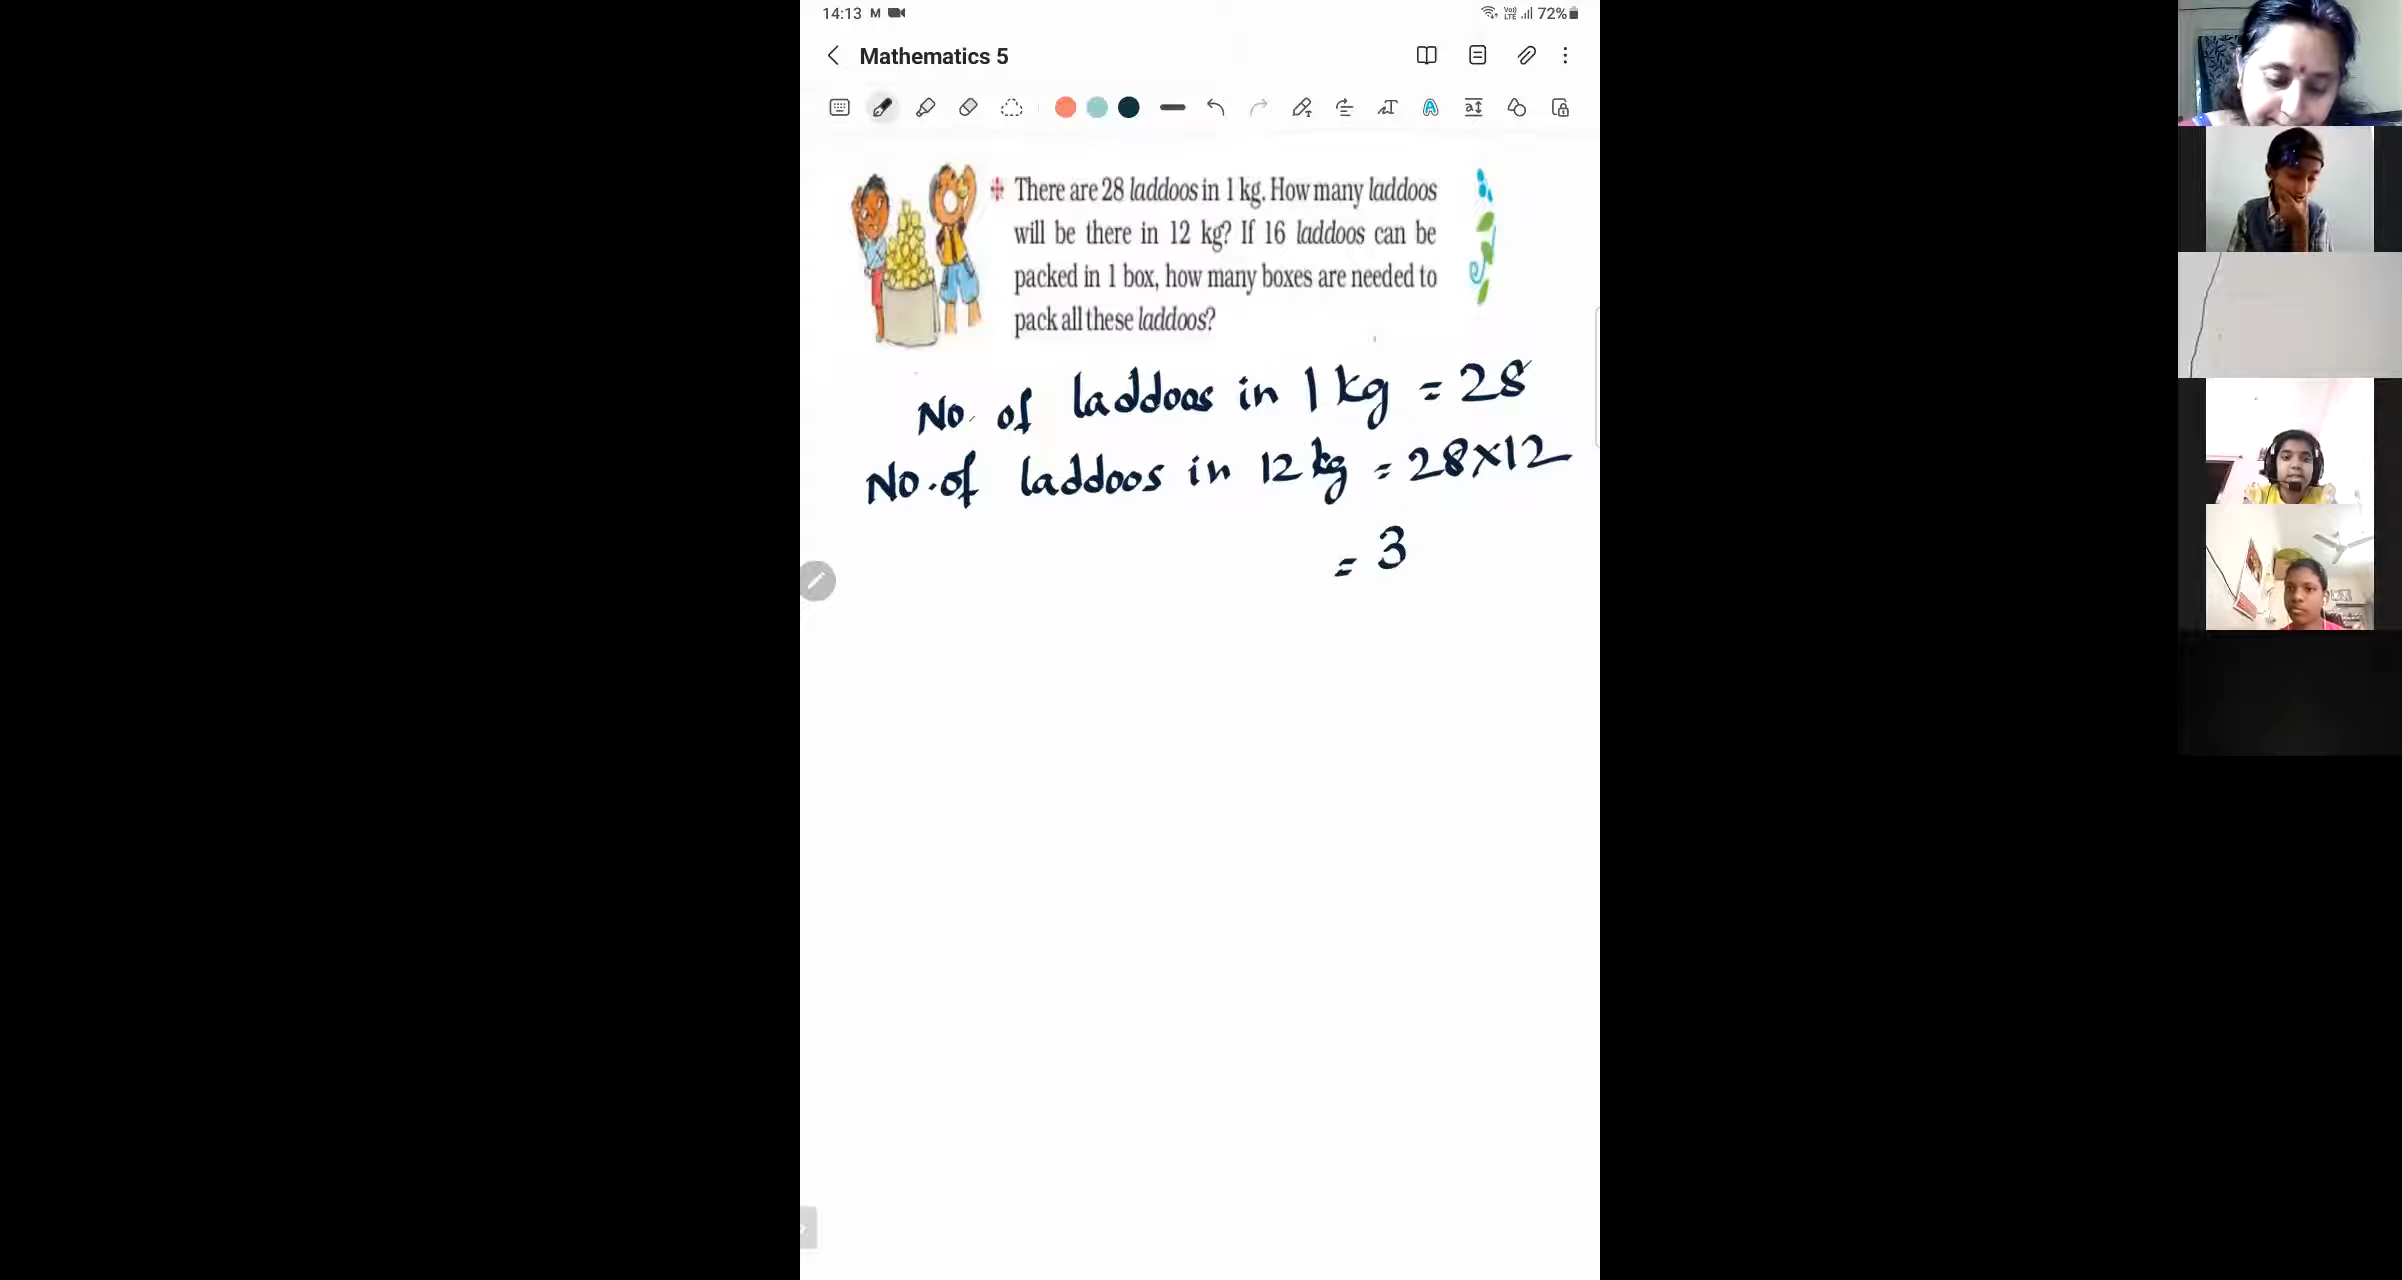 14:13 M VoD LTE 72%
Mathematics 5
There are 28 laddoos in 1 kg. How many laddoos
will be there in 12 kg? If 16 laddoos can be
packed in 1 box, how many boxes are needed to
pack all these laddoos?
No. of laddoos in 1 kg = 28
No. of laddoos in 12 kg = 28×12
= 3